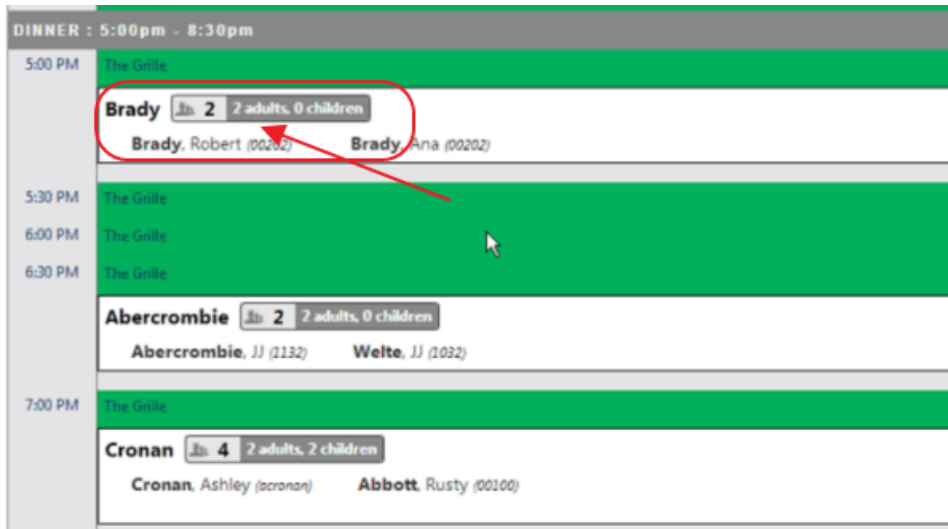 DINNER : 5:00pm - 8:30pm
5:00 PM The Grille
Brady 2 2 adults, 0 children
Brady, Robert (00202) Brady, Ana (00202)
5:30 PM The Grille
6:00 PM The Grille
6:30 PM The Grille
Abercrombie 2 2 adults, 0 children
Abercrombie, JJ (1132) Welte, JJ (1032)
7:00 PM The Grille
Cronan 4 2 adults, 2 children
Cronan, Ashley (acronan) Abbott, Rusty (00100)